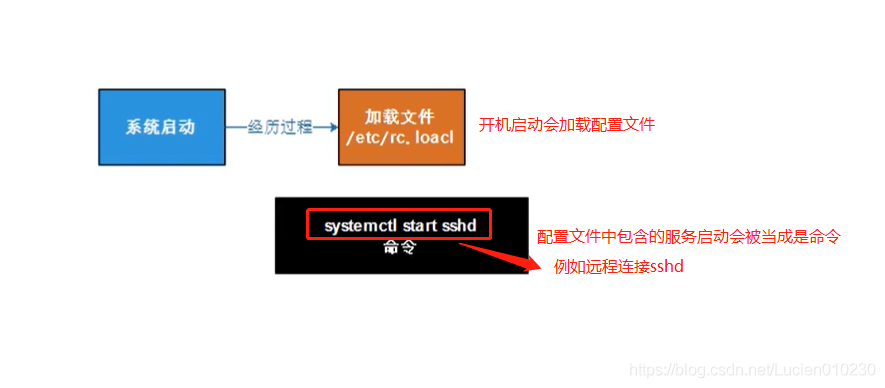 系统启动
经历过程
加载文件
/etc/rc.loacl
开机启动会加载配置文件
systemctl start sshd
命令
配置文件中包含的服务启动会被当成是命令
例如远程连接sshd
https://blog.csdn.net/Lucien010230